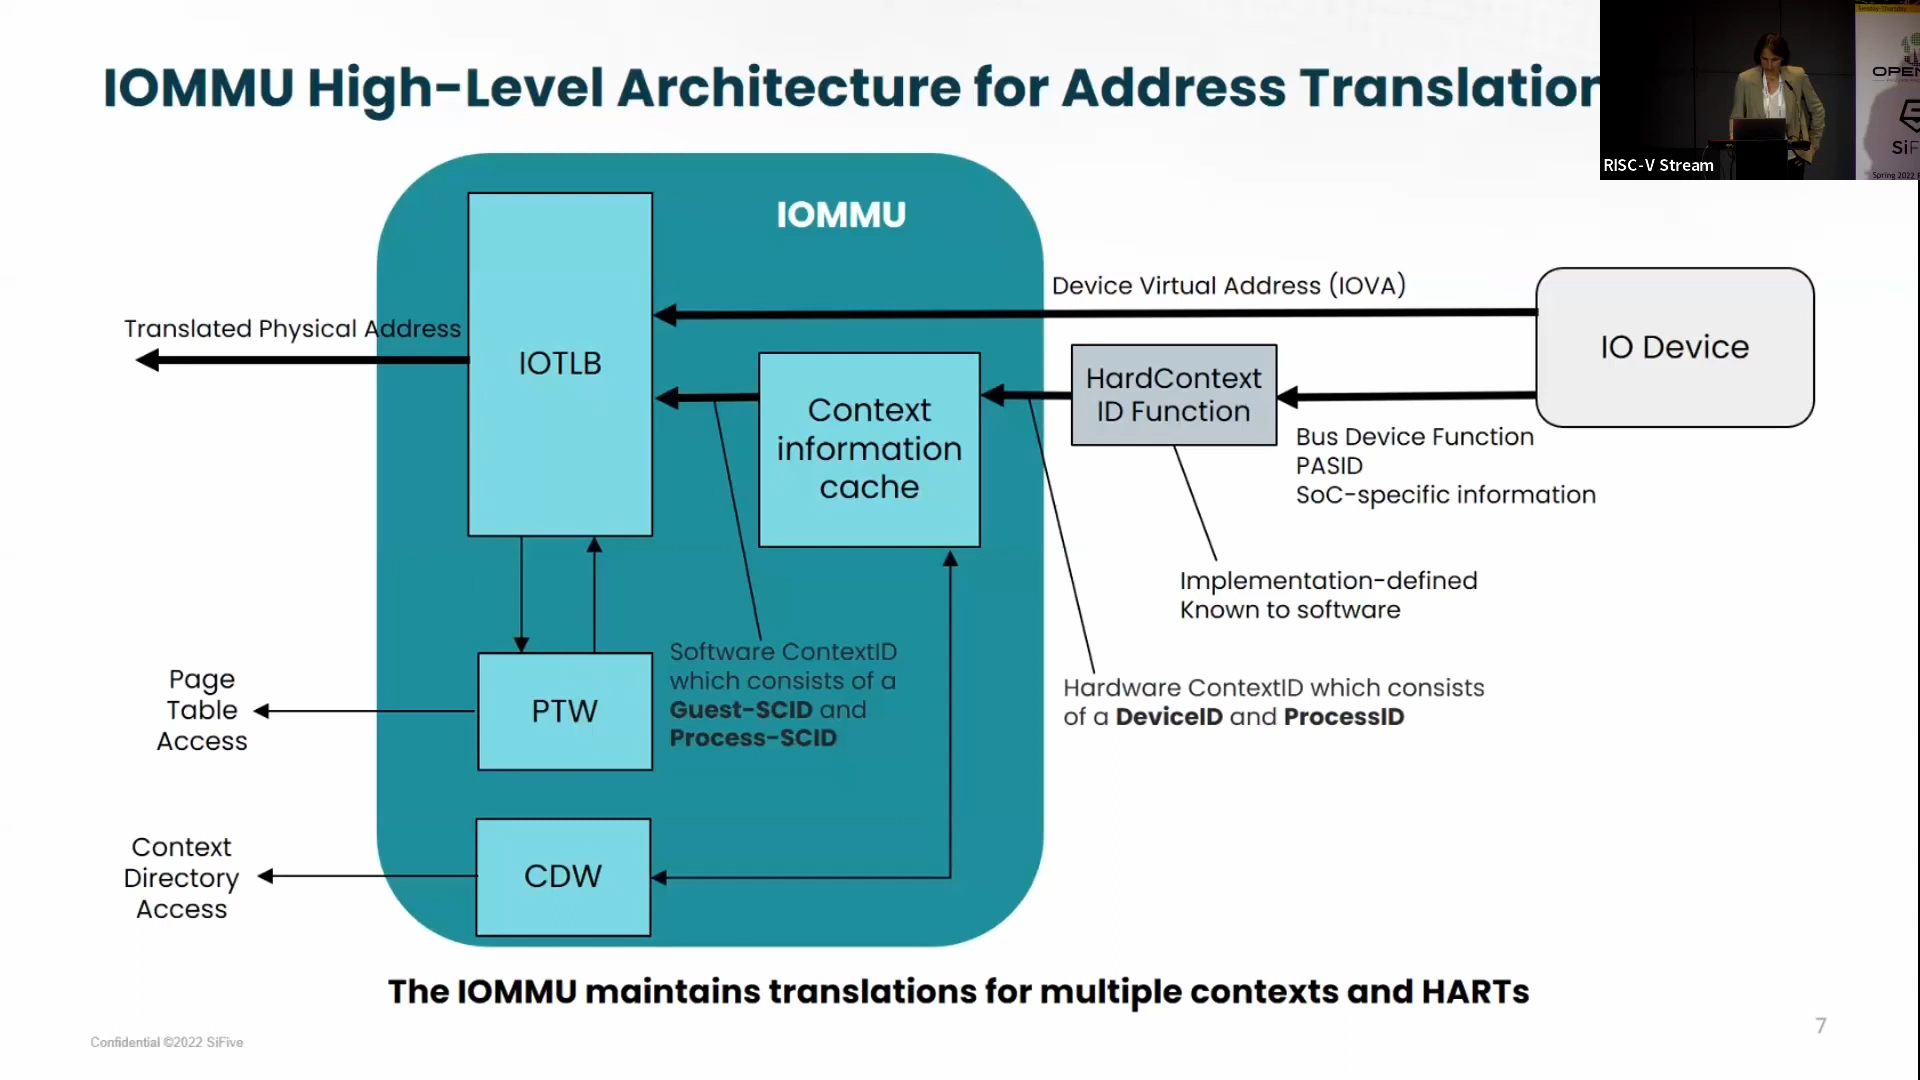 IOMMU High-Level Architecture for Address Translation
RISC-V Stream
IOMMU
Device Virtual Address (IOVA)
Translated Physical Address
IOTLB
IO Device
HardContext
ID Function
Context
information
cache
Bus Device Function
PASID
SoC-specific information
Implementation-defined
Known to software
Software ContextID
which consists of a
Guest-SCID and
Process-SCID
Hardware ContextID which consists
of a DeviceID and ProcessID
Page
Table
Access
PTW
Context
Directory
Access
CDW
The IOMMU maintains translations for multiple contexts and HARTs
Confidential ©2022 SiFive
7